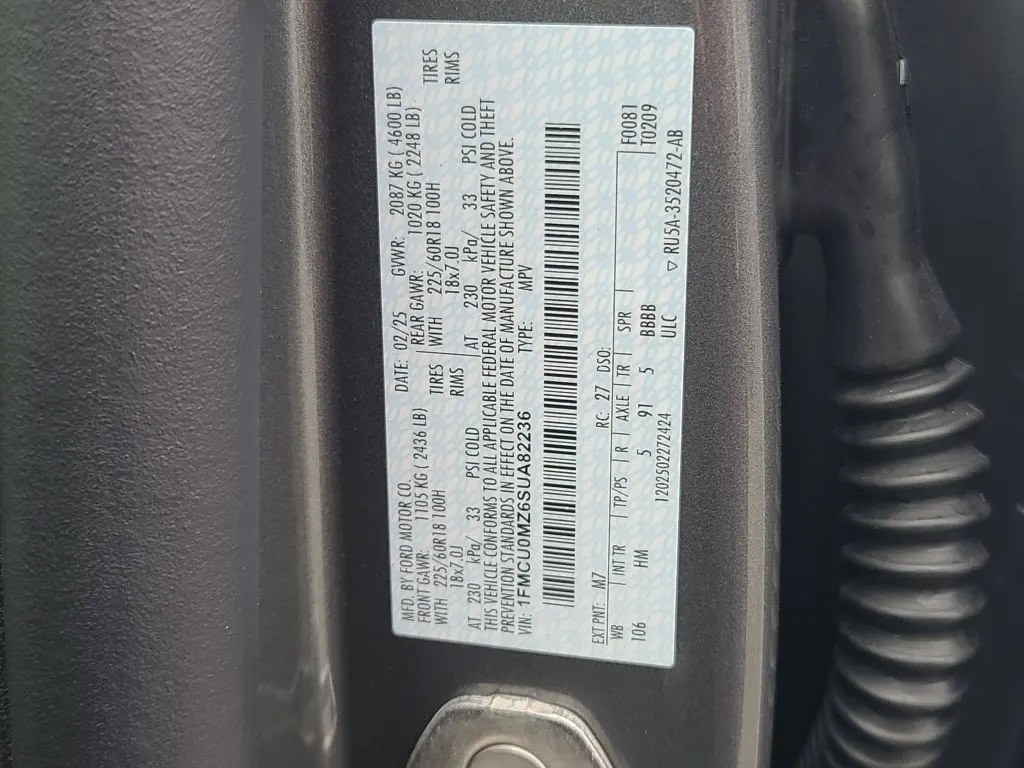 MFD. BY FORD MOTOR CO.
DATE: 02/25 GVWR: 2087 KG ( 4600 LB)
FRONT GAWR: 1105 KG ( 2436 LB)
REAR GAWR: 1020 KG ( 2248 LB)
WITH 225/60R18 100H TIRES
WITH 225/60R18 100H TIRES
18x7.0J RIMS
18x7.0J RIMS
AT 230 kPa/ 33 PSI COLD
AT 230 kPa/ 33 PSI COLD
THIS VEHICLE CONFORMS TO ALL APPLICABLE FEDERAL MOTOR VEHICLE SAFETY AND THEFT
PREVENTION STANDARDS IN EFFECT ON THE DATE OF MANUFACTURE SHOWN ABOVE.
VIN: 1FMCU0MZ6SUA82236 TYPE: MPV
EXT PNT: M7 RC: 27 DSO: F0081
WB INTR TP/PS R AXLE TR SPR T0209
106 HM 5 91 5 BBBB
120250227242​4 ULC ▽ RU5A-3520472-AB